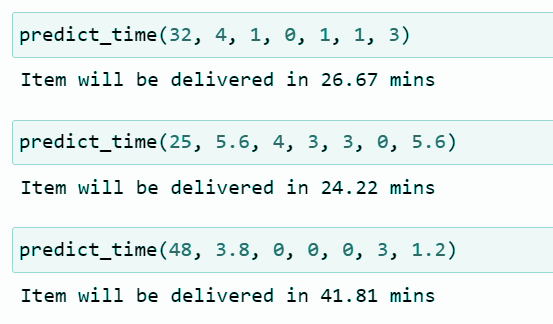 predict_time(32, 4, 1, 0, 1, 1, 3)
Item will be delivered in 26.67 mins
predict_time(25, 5.6, 4, 3, 3, 0, 5.6)
Item will be delivered in 24.22 mins
predict_time(48, 3.8, 0, 0, 0, 3, 1.2)
Item will be delivered in 41.81 mins